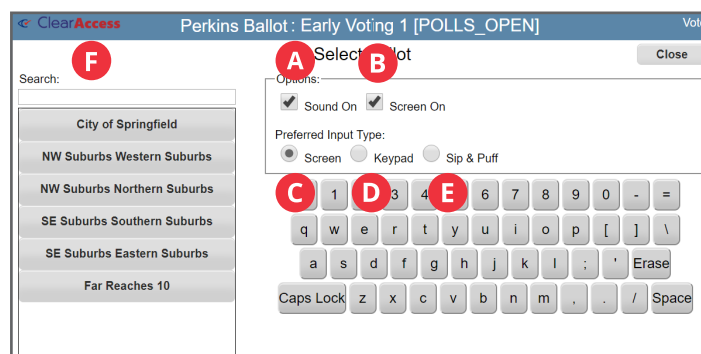 ClearAccess Perkins Ballot : Early Voting 1 [POLLS_OPEN] Vote
F A Select Ballot B Close
Search: Options:
Sound On Screen On
City of Springfield
Preferred Input Type:
NW Suburbs Western Suburbs Screen Keypad Sip & Puff
NW Suburbs Northern Suburbs C 1 D 3 4 E 6 7 8 9 0 - =
SE Suburbs Southern Suburbs q w e r t y u i o p [ ] \
SE Suburbs Eastern Suburbs a s d f g h j k l ; ' Erase
Far Reaches 10 Caps Lock z x c v b n m , . / Space